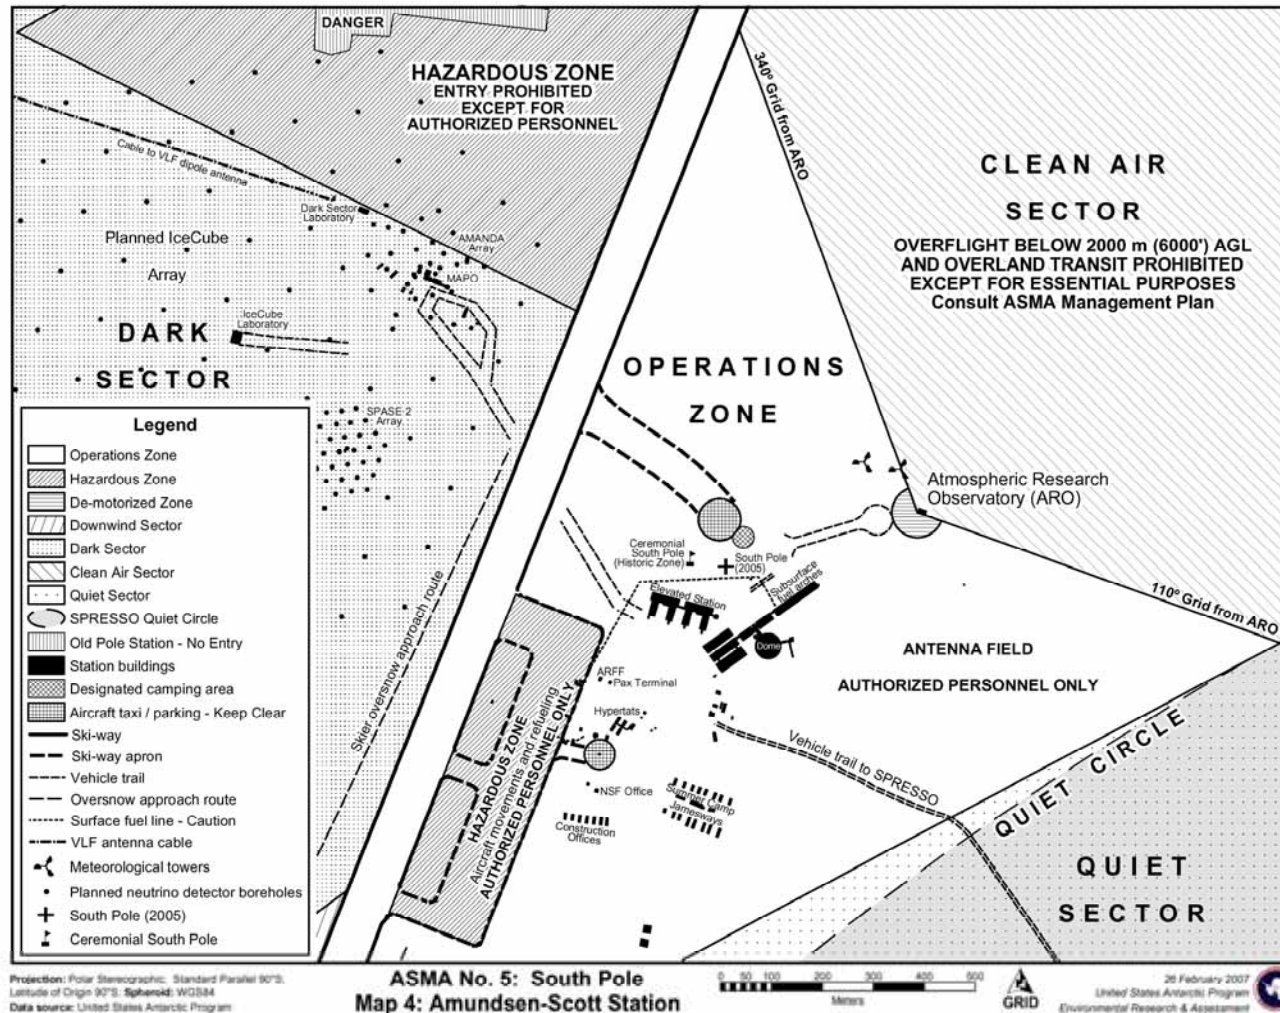 DANGER
HAZARDOUS ZONE
ENTRY PROHIBITED
EXCEPT FOR
AUTHORIZED PERSONNEL
340º Grid from ARO
CLEAN AIR
SECTOR
OVERFLIGHT BELOW 2000 m (6000') AGL
AND OVERLAND TRANSIT PROHIBITED
EXCEPT FOR ESSENTIAL PURPOSES
Consult ASMA Management Plan
Cable to VLF dipole antenna
Dark Sector
Laboratory
Planned IceCube
Array
AMANDA
Array
MAPO
IceCube
Laboratory
DARK
SECTOR
OPERATIONS
ZONE
SPASE-2
Array
Legend
Operations Zone
Hazardous Zone
De-motorized Zone
Downwind Sector
Dark Sector
Clean Air Sector
Quiet Sector
SPRESSO Quiet Circle
Old Pole Station - No Entry
Station buildings
Designated camping area
Aircraft taxi / parking - Keep Clear
Ski-way
Ski-way apron
Vehicle trail
Oversnow approach route
Surface fuel line - Caution
VLF antenna cable
Meteorological towers
Planned neutrino detector boreholes
South Pole (2005)
Ceremonial South Pole
Skier oversnow approach route
Atmospheric Research
Observatory (ARO)
Ceremonial
South Pole
(Historic Zone)
South Pole
(2005)
Elevated Station
Subsurface
fuel arches
Dome
110º Grid from ARO
ANTENNA FIELD
AUTHORIZED PERSONNEL ONLY
ARFF
Pax Terminal
Hypertats
HAZARDOUS ZONE
Aircraft movements and refueling
AUTHORIZED PERSONNEL ONLY
NSF Office
Construction
Offices
Summer Camp
Jamesways
Vehicle trail to SPRESSO
QUIET CIRCLE
QUIET
SECTOR
Projection: Polar Stereographic. Standard Parallel 90°S.
Latitude of Origin 90°S. Spheroid: WGS84
Data source: United States Antarctic Program
ASMA No. 5: South Pole
Map 4: Amundsen-Scott Station
0 50 100 200 300 400 500
Meters
GRID
26 February 2007
United States Antarctic Program
Environmental Research & Assessment